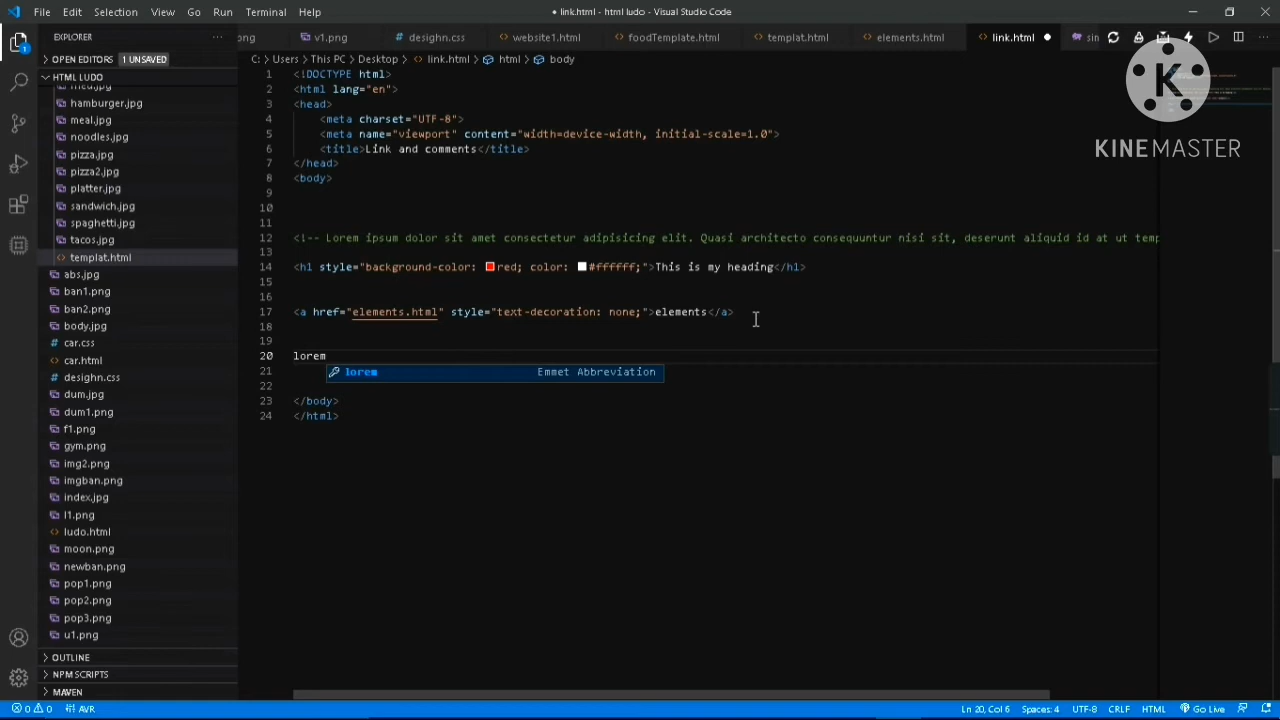 File Edit Selection View Go Run Terminal Help
● link.html - html ludo - Visual Studio Code
EXPLORER
OPEN EDITORS 1 UNSAVED
HTML LUDO
hamburger.jpg
meal.jpg
noodles.jpg
pizza.jpg
pizza2.jpg
platter.jpg
sandwich.jpg
spaghetti.jpg
tacos.jpg
templat.html
abs.jpg
ban1.png
ban2.png
body.jpg
car.css
car.html
desighn.css
dum.jpg
dum1.png
f1.png
gym.png
img2.png
imgban.png
index.jpg
l1.png
ludo.html
moon.png
newban.png
pop1.png
pop2.png
pop3.png
u1.png
OUTLINE
NPM SCRIPTS
MAVEN
png v1.png desighn.css website1.html foodTemplate.html templat.html elements.html link.html ● sin
C: > Users > This PC > Desktop > link.html > html > body
1 <!DOCTYPE html>
2 <html lang="en">
3 <head>
4 <meta charset="UTF-8">
5 <meta name="viewport" content="width=device-width, initial-scale=1.0">
6 <title>Link and comments</title>
7 </head>
8 <body>
9
10
11
12 <!-- Lorem ipsum dolor sit amet consectetur adipisicing elit. Quasi architecto consequuntur nisi sit, deserunt aliquid id at ut temp
13
14 <h1 style="background-color: red; color: #ffffff;">This is my heading</h1>
15
16
17 <a href="elements.html" style="text-decoration: none;">elements</a>
18
19
20 lorem
lorem Emmet Abbreviation
21
22
23 </body>
24 </html>
K
KINEMASTER
0 0 AVR
Ln 20, Col 6 Spaces: 4 UTF-8 CRLF HTML Go Live